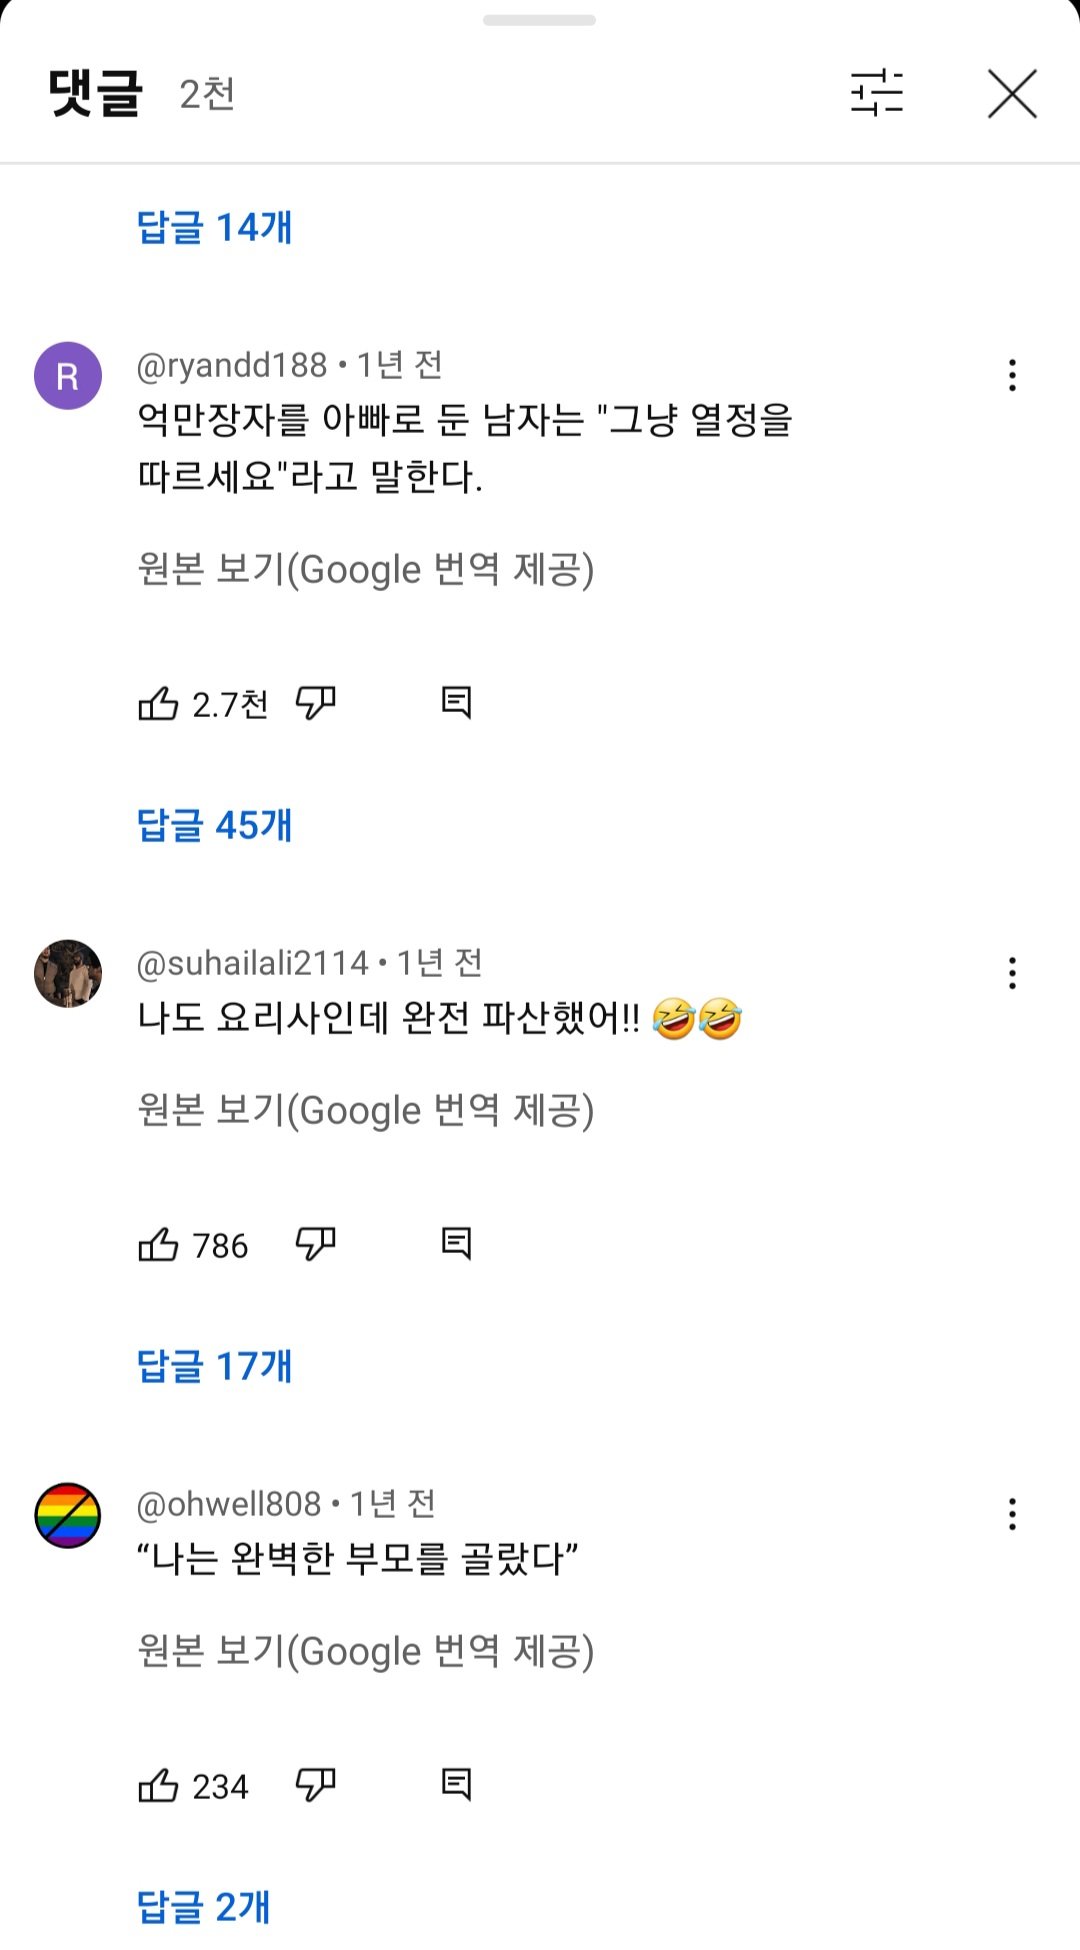 댓글 2천
답글 14개
R
@ryandd188 • 1년 전
억만장자를 아빠로 둔 남자는 "그냥 열정을
따르세요"라고 말한다.
원본 보기(Google 번역 제공)
2.7천
답글 45개
@suhailali2114 • 1년 전
나도 요리사인데 완전 파산했어!! 🤣🤣
원본 보기(Google 번역 제공)
786
답글 17개
@ohwell808 • 1년 전
“나는 완벽한 부모를 골랐다”
원본 보기(Google 번역 제공)
234
답글 2개